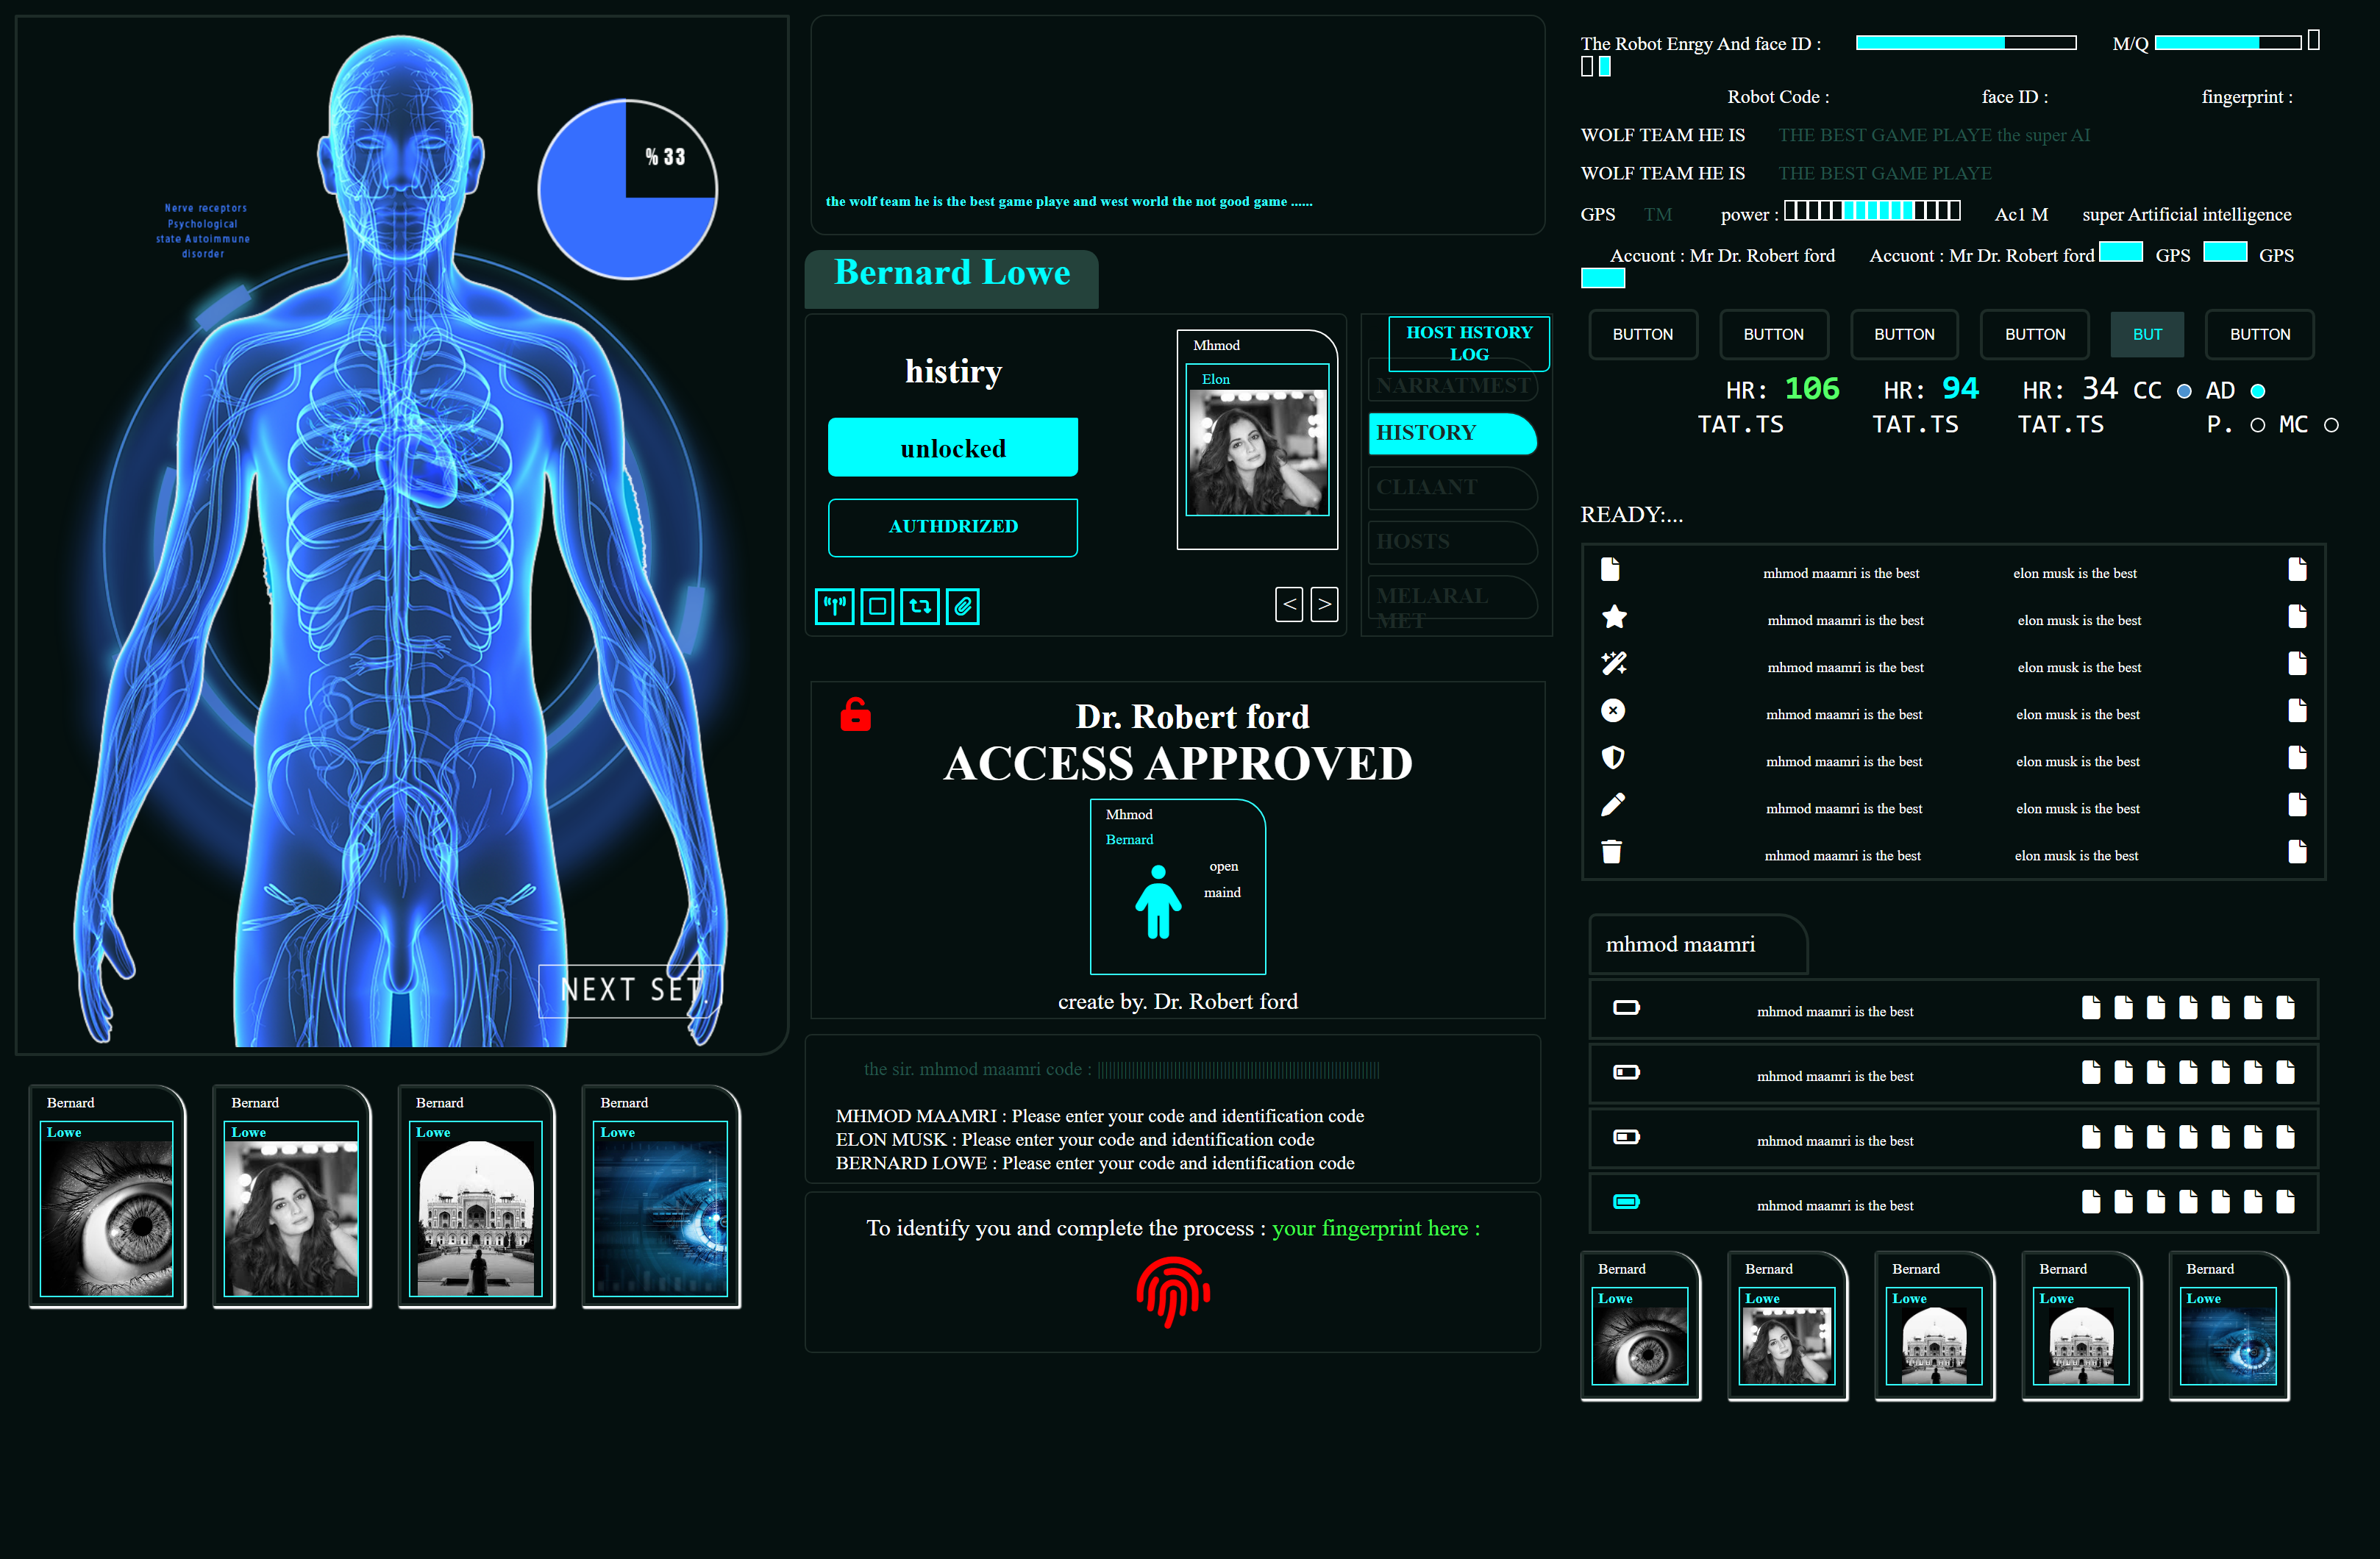 % 33
Nerve receptors
Psychological
state Autoimmune
disorder
NEXT SET.
Bernard
Lowe
Bernard
Lowe
Bernard
Lowe
Bernard
Lowe
the wolf team he is the best game playe and west world the not good game ......
Bernard Lowe
histiry
unlocked
AUTHDRIZED
Mhmod
Elon
< >
HOST HSTORY
LOG
NARRATMEST
HISTORY
CLIAANT
HOSTS
MELARAL
MET
Dr. Robert ford
ACCESS APPROVED
Mhmod
Bernard
open
maind
create by. Dr. Robert ford
the sir. mhmod maamri code : ||||||||||||||||||||||||||||||||||||||||||||||||||||||||||||||||||||||||
MHMOD MAAMRI : Please enter your code and identification code
ELON MUSK : Please enter your code and identification code
BERNARD LOWE : Please enter your code and identification code
To identify you and complete the process : your fingerprint here :
The Robot Enrgy And face ID : M/Q
Robot Code : face ID : fingerprint :
WOLF TEAM HE IS THE BEST GAME PLAYE the super AI
WOLF TEAM HE IS THE BEST GAME PLAYE
GPS TM power : Ac1 M super Artificial intelligence
Accuont : Mr Dr. Robert ford Accuont : Mr Dr. Robert ford GPS GPS
BUTTON BUTTON BUTTON BUTTON BUT BUTTON
HR: 106 HR: 94 HR: 34 CC AD
TAT.TS TAT.TS TAT.TS P. MC
READY:...
mhmod maamri is the best elon musk is the best
mhmod maamri is the best elon musk is the best
mhmod maamri is the best elon musk is the best
mhmod maamri is the best elon musk is the best
mhmod maamri is the best elon musk is the best
mhmod maamri is the best elon musk is the best
mhmod maamri is the best elon musk is the best
mhmod maamri
mhmod maamri is the best
mhmod maamri is the best
mhmod maamri is the best
mhmod maamri is the best
Bernard
Lowe
Bernard
Lowe
Bernard
Lowe
Bernard
Lowe
Bernard
Lowe